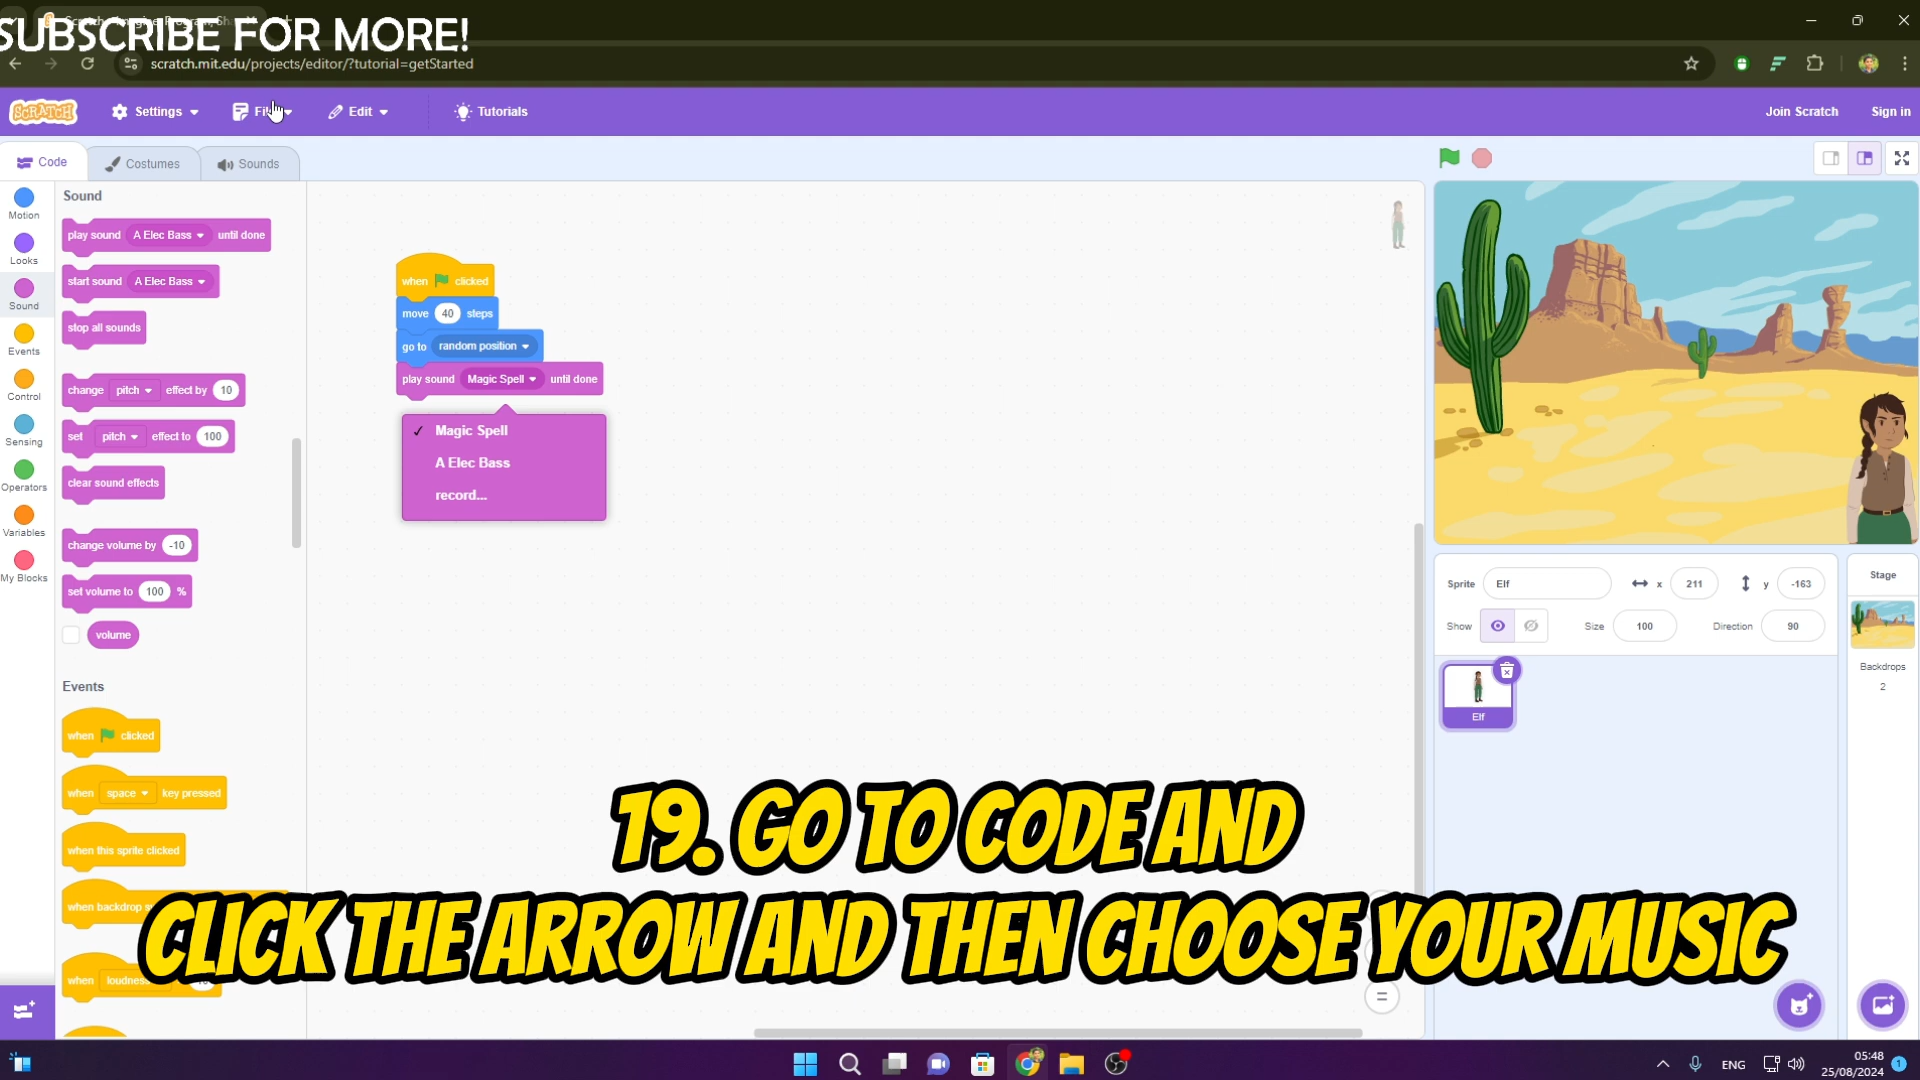 SUBSCRIBE FOR MORE!
scratch.mit.edu/projects/editor/?tutorial=getStarted
SCRATCH
Settings
Edit
Tutorials
Join Scratch
Sign in
Code
Costumes
Sounds
Motion
Looks
Sound
Events
Control
Sensing
Operators
Variables
My Blocks
Sound
play sound A Elec Bass until done
start sound A Elec Bass
stop all sounds
change pitch effect by 10
set pitch effect to 100
clear sound effects
change volume by -10
set volume to 100 %
volume
Events
when clicked
when space key pressed
when this sprite clicked
when backdrop
when loudness
when clicked
move 40 steps
go to random position
play sound Magic Spell until done
✓ Magic Spell
A Elec Bass
record...
Sprite Elf x 211 y -163
Show Size 100 Direction 90
Elf
Stage
Backdrops
2
19. GO TO CODE AND
CLICK THE ARROW AND THEN CHOOSE YOUR MUSIC
ENG
05:48
25/08/2024
1